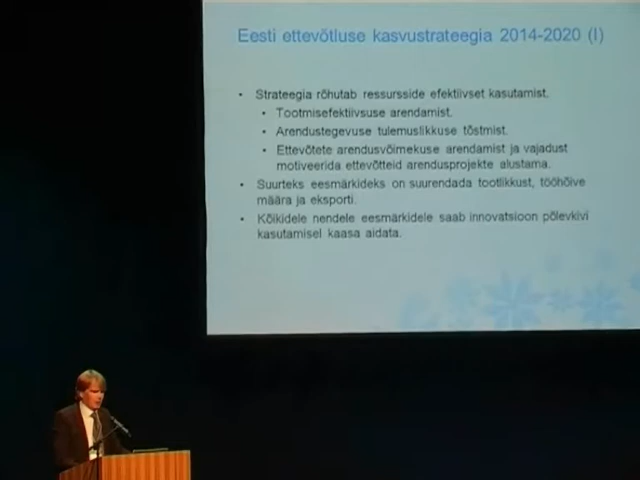 Eesti ettevõtluse kasvustrateegia 2014-2020 (I)
• Strateegia rõhutab ressursside efektiivset kasutamist.
• Tootmisefektiivsuse arendamist.
• Arendustegevuse tulemuslikkuse tõstmist.
• Ettevõtete arendusvõimekuse arendamist ja vajadust
motiveerida ettevõtteid arendusprojekte alustama.
• Suurteks eesmärkideks on suurendada tootlikkust, tööhõive
määra ja eksporti.
• Kõikidele nendele eesmärkidele saab innovatsioon põlevkivi
kasutamisel kaasa aidata.